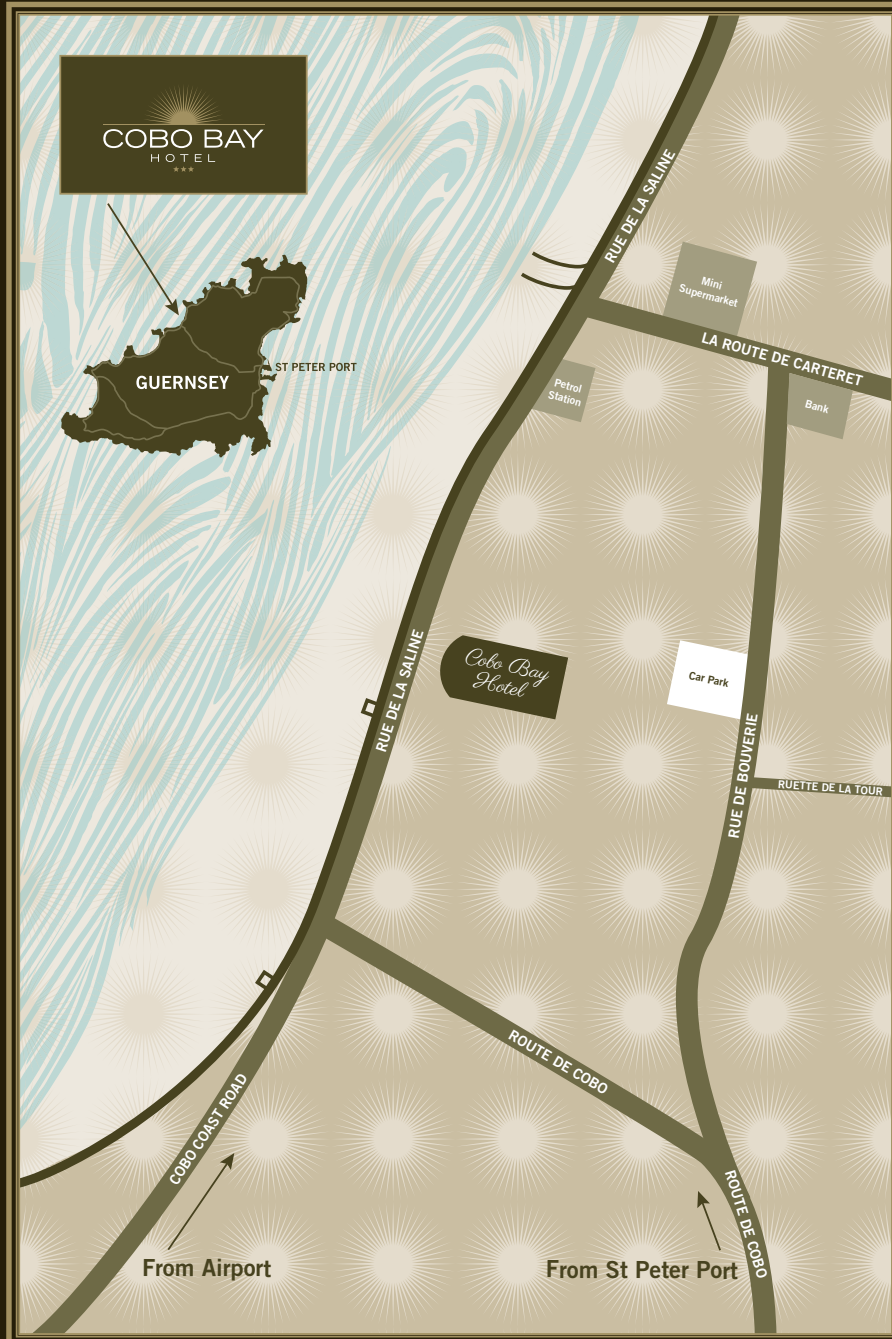 COBO BAY
HOTEL
RUE DE LA SALINE
Mini
Supermarket
LA ROUTE DE CARTERET
ST PETER PORT
GUERNSEY
Petrol
Station
Bank
Cobo Bay
Hotel
Car Park
RUE DE LA SALINE
RUE DE BOUVERIE
RUETTE DE LA TOUR
ROUTE DE COBO
COBO COAST ROAD
ROUTE DE COBO
From Airport
From St Peter Port